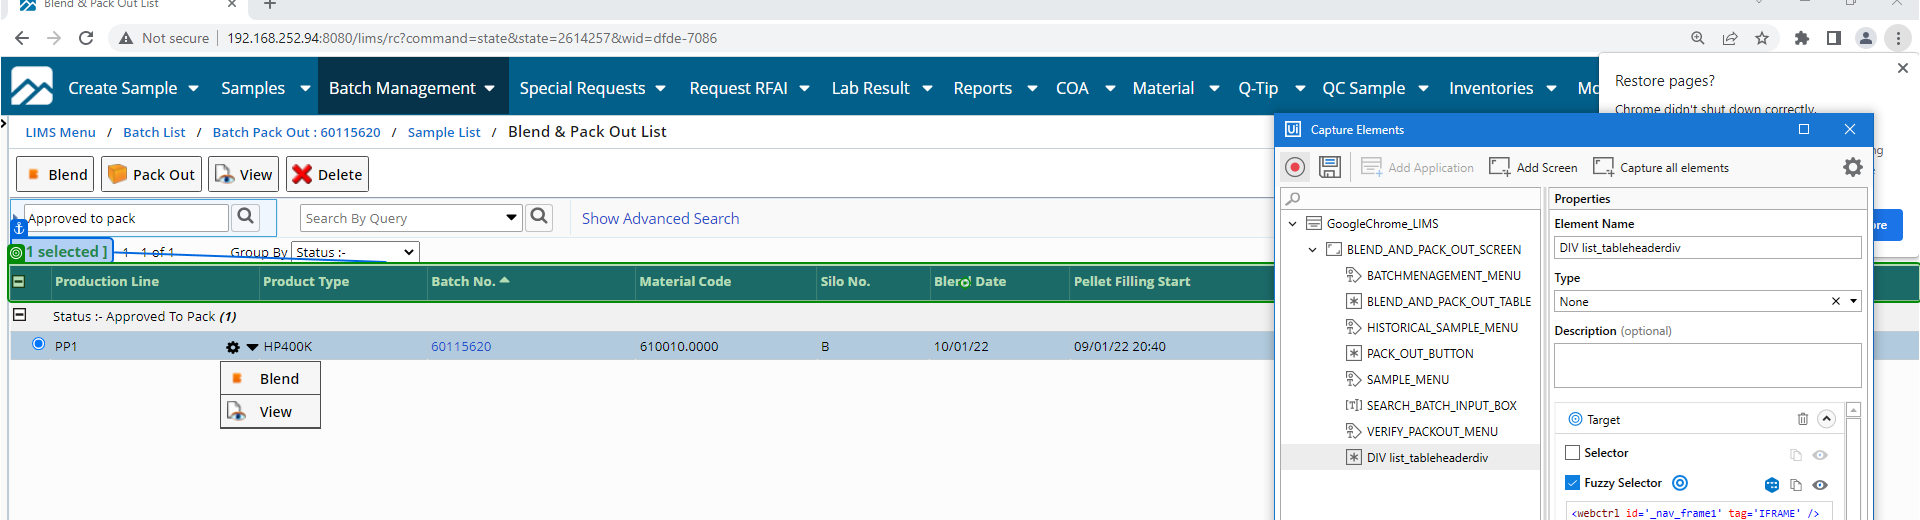 Blend & Pack Out List
Not secure
192.168.252.94:8080/lims/rc?command=state&state=2614257&wid=dfde-7086
Create Sample
Samples
Batch Management
Special Requests
Request RFAI
Lab Result
Reports
COA
Material
Q-Tip
QC Sample
Inventories
Mo
Restore pages?
Chrome didn't shut down correctly.
LIMS Menu / Batch List / Batch Pack Out : 60115620 / Sample List / Blend & Pack Out List
Blend
Pack Out
View
Delete
Approved to pack
Search By Query
Show Advanced Search
1 selected ]
1 - 1 of 1
Group By
Status :-
Production Line
Product Type
Batch No.
Material Code
Silo No.
Blend Date
Pellet Filling Start
Status :- Approved To Pack (1)
PP1
HP400K
60115620
610010.0000
B
10/01/22
09/01/22 20:40
Blend
View
Ui
Capture Elements
Add Application
Add Screen
Capture all elements
GoogleChrome_LIMS
BLEND_AND_PACK_OUT_SCREEN
BATCHMENAGEMENT_MENU
BLEND_AND_PACK_OUT_TABLE
HISTORICAL_SAMPLE_MENU
PACK_OUT_BUTTON
SAMPLE_MENU
SEARCH_BATCH_INPUT_BOX
VERIFY_PACKOUT_MENU
DIV list_tableheaderdiv
Properties
Element Name
DIV list_tableheaderdiv
Type
None
Description (optional)
Target
Selector
Fuzzy Selector
<webctrl id='_nav_frame1' tag='IFRAME' />
ng
ore